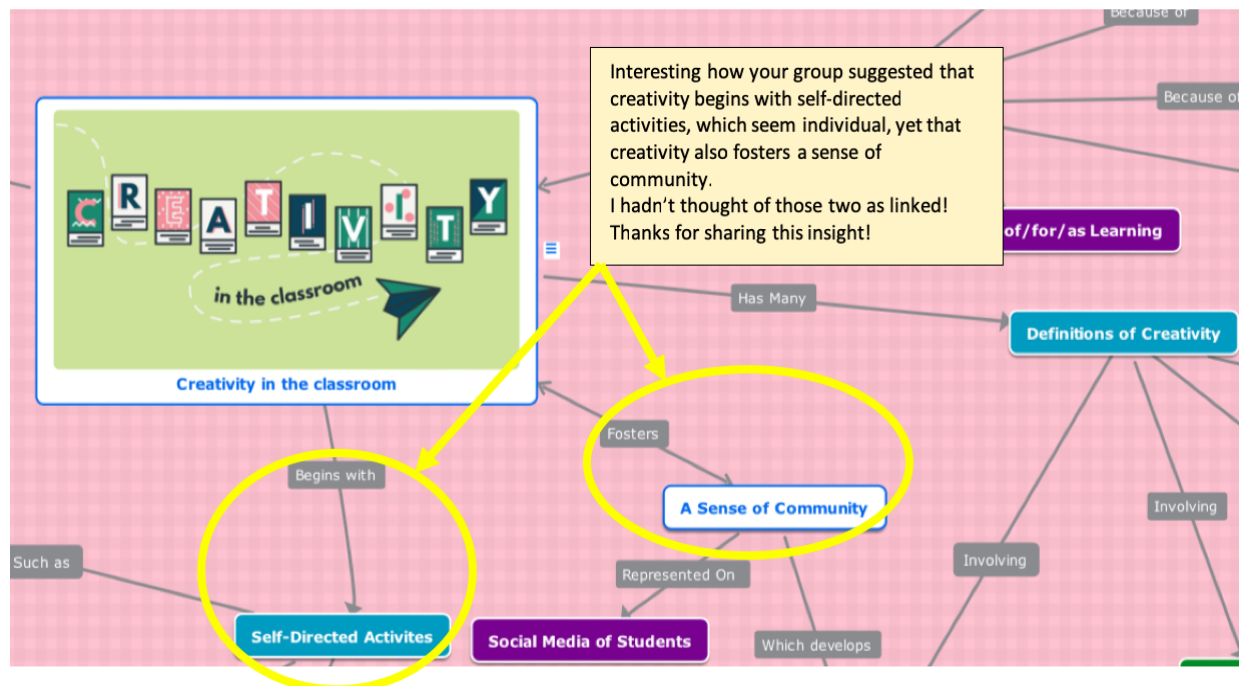 Because of
Interesting how your group suggested that
creativity begins with self-directed
activities, which seem individual, yet that
creativity also fosters a sense of
community.
I hadn't thought of those two as linked!
Thanks for sharing this insight!
Because of
CREATIVITY
in the classroom
Creativity in the classroom
of/for/as Learning
Has Many
Definitions of Creativity
Fosters
Begins with
A Sense of Community
Involving
Such as
Represented On
Involving
Self-Directed Activites
Social Media of Students
Which develops